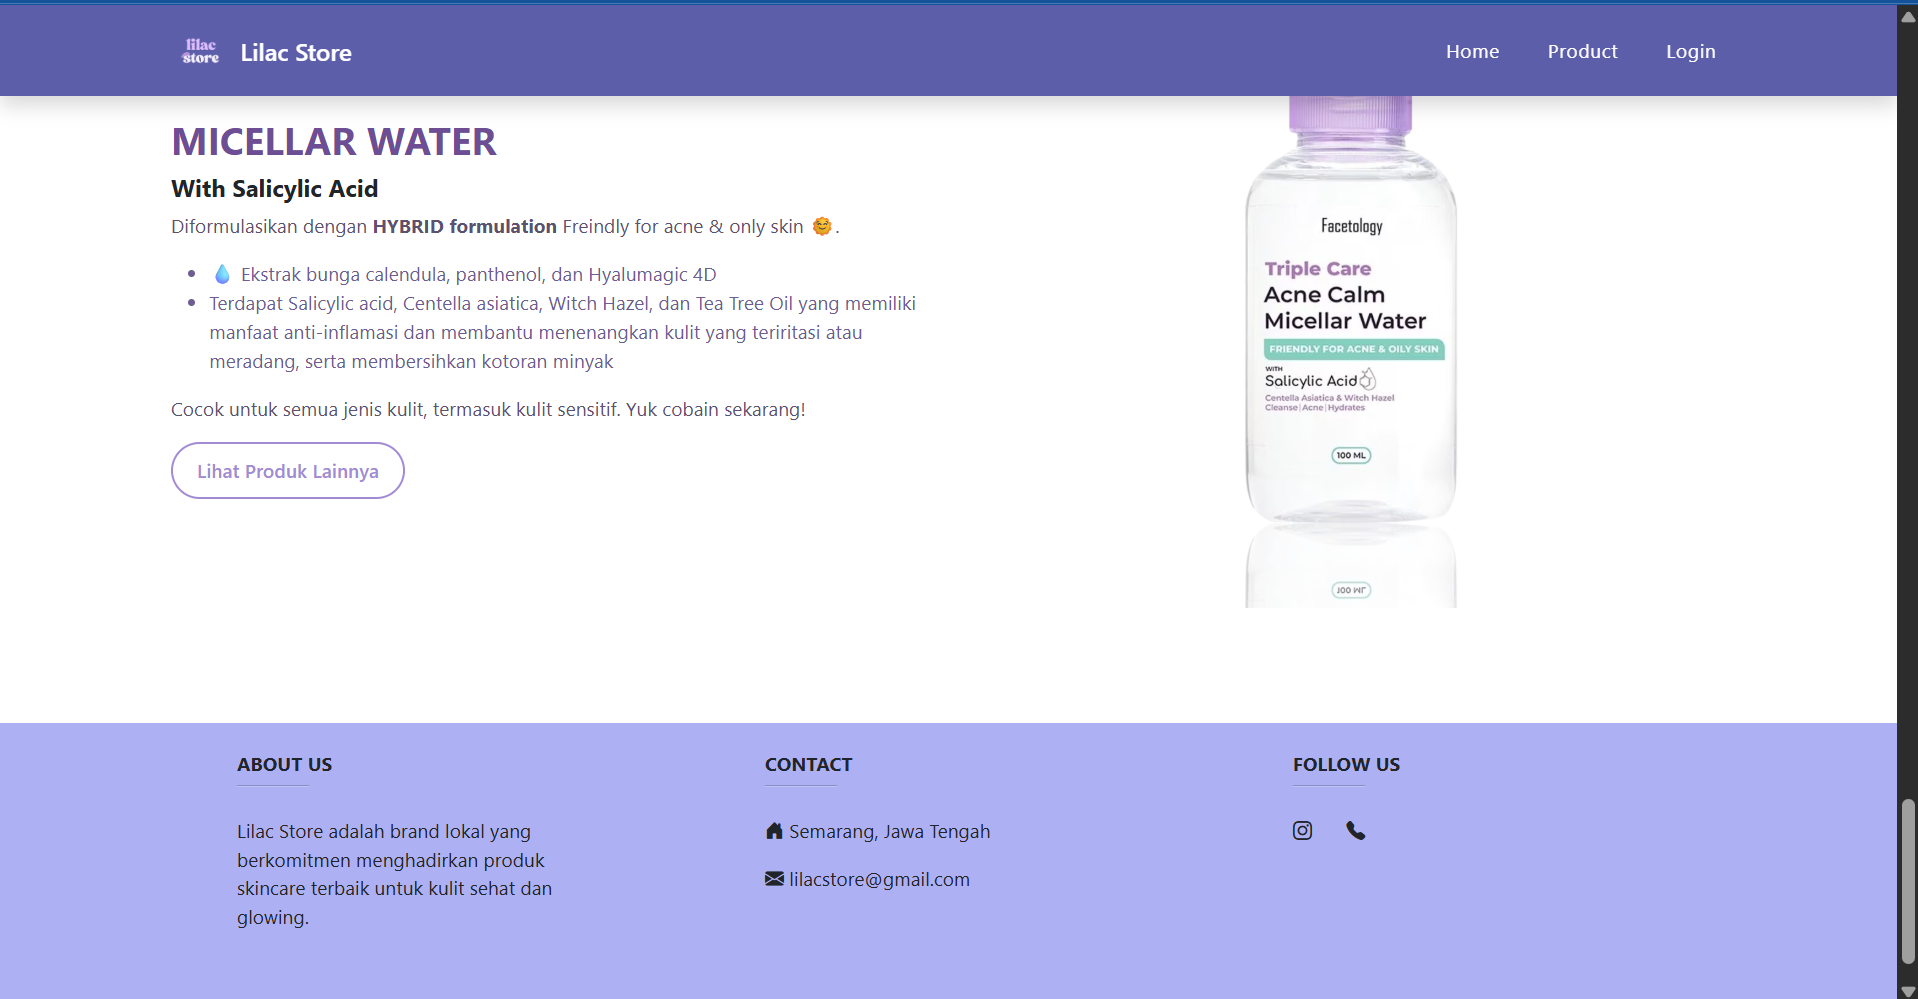 lilac
store
Lilac Store
Home
Product
Login
MICELLAR WATER
With Salicylic Acid
Diformulasikan dengan HYBRID formulation Freindly for acne & only skin 🌞.
💧 Ekstrak bunga calendula, panthenol, dan Hyalumagic 4D
Terdapat Salicylic acid, Centella asiatica, Witch Hazel, dan Tea Tree Oil yang memiliki
manfaat anti-inflamasi dan membantu menenangkan kulit yang teriritasi atau
meradang, serta membersihkan kotoran minyak
Cocok untuk semua jenis kulit, termasuk kulit sensitif. Yuk cobain sekarang!
Lihat Produk Lainnya
Facetology
Triple Care
Acne Calm
Micellar Water
FRIENDLY FOR ACNE & OILY SKIN
WITH
Salicylic Acid
Centella Asiatica & Witch Hazel
Cleanse | Acne | Hydrates
100 ML
100 ML
ABOUT US
Lilac Store adalah brand lokal yang
berkomitmen menghadirkan produk
skincare terbaik untuk kulit sehat dan
glowing.
CONTACT
Semarang, Jawa Tengah
lilacstore@gmail.com
FOLLOW US